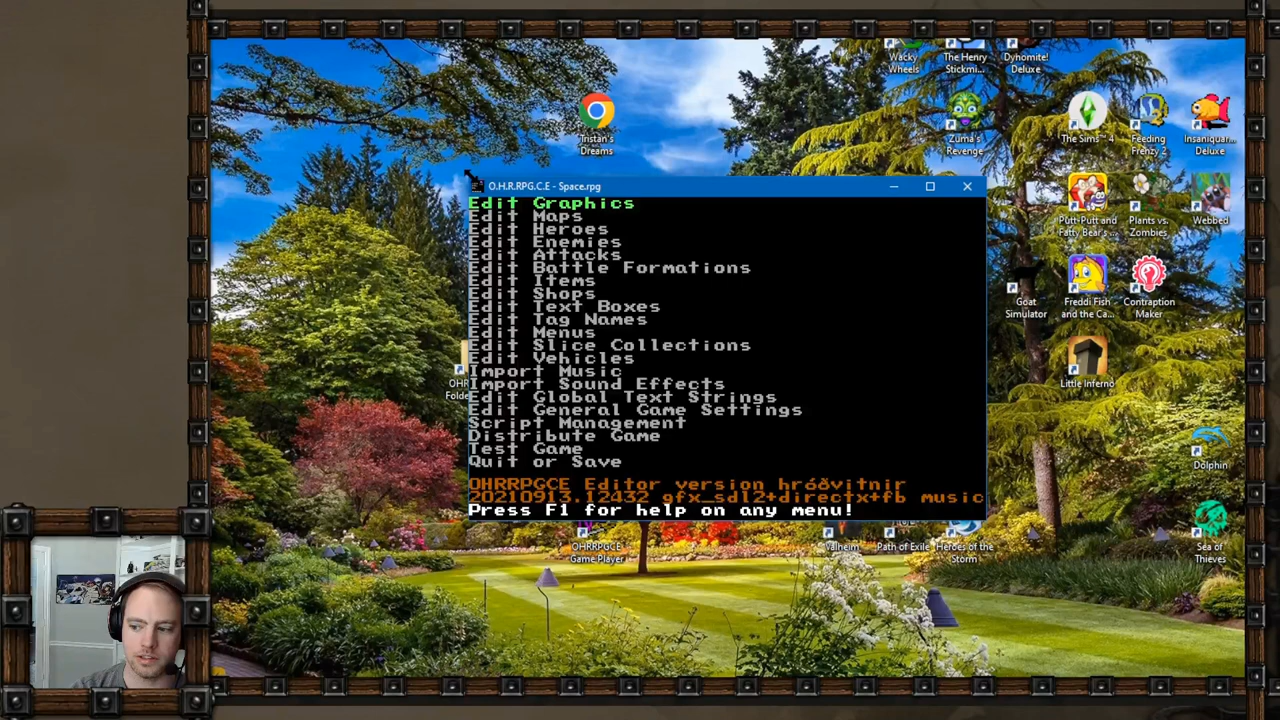 Wacky
Wheels
The Henry
Stickmi...
Dyhomite!
Deluxe
Tristan's
Dreams
Zuma's
Revenge
The Sims™ 4
Feeding
Frenzy 2
Insaniquar...
Deluxe
O.H.R.RPG.C.E - Space.rpg
Edit Graphics
Edit Maps
Edit Heroes
Edit Enemies
Edit Attacks
Edit Battle Formations
Edit Items
Edit Shops
Edit Text Boxes
Edit Tag Names
Edit Menus
Edit Slice Collections
Edit Vehicles
Import Music
Import Sound Effects
Edit Global Text Strings
Edit General Game Settings
Script Management
Distribute Game
Test Game
Quit or Save
OHRRPGCE Editor version hróðvitnir
20210913.12432 gfx_sdl2+directx+fb music
Press F1 for help on any menu!
Putt-Putt and
Fatty Bear's ...
Plants vs.
Zombies
Webbed
Goat
Simulator
Freddi Fish
and the Ca...
Contraption
Maker
OHR
Folde
Little Inferno
Dolphin
OHRRPGCE
Game Player
Valheim
Path of Exile
Heroes of the
Storm
Sea of
Thieves